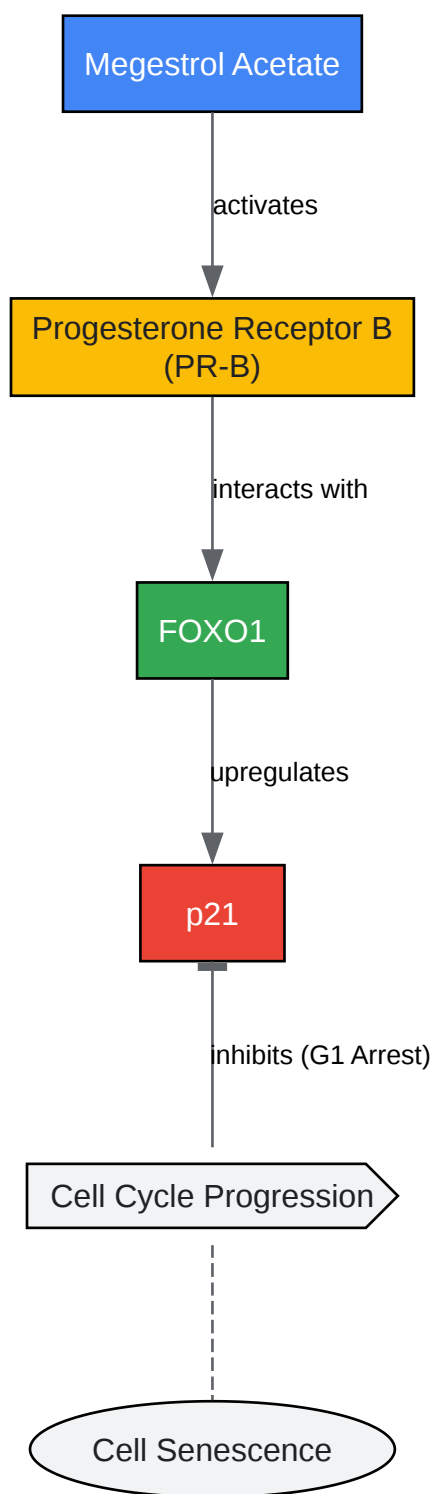 Megestrol Acetate
activates
Progesterone Receptor B
(PR-B)
interacts with
FOXO1
upregulates
p21
inhibits (G1 Arrest)
Cell Cycle Progression
Cell Senescence